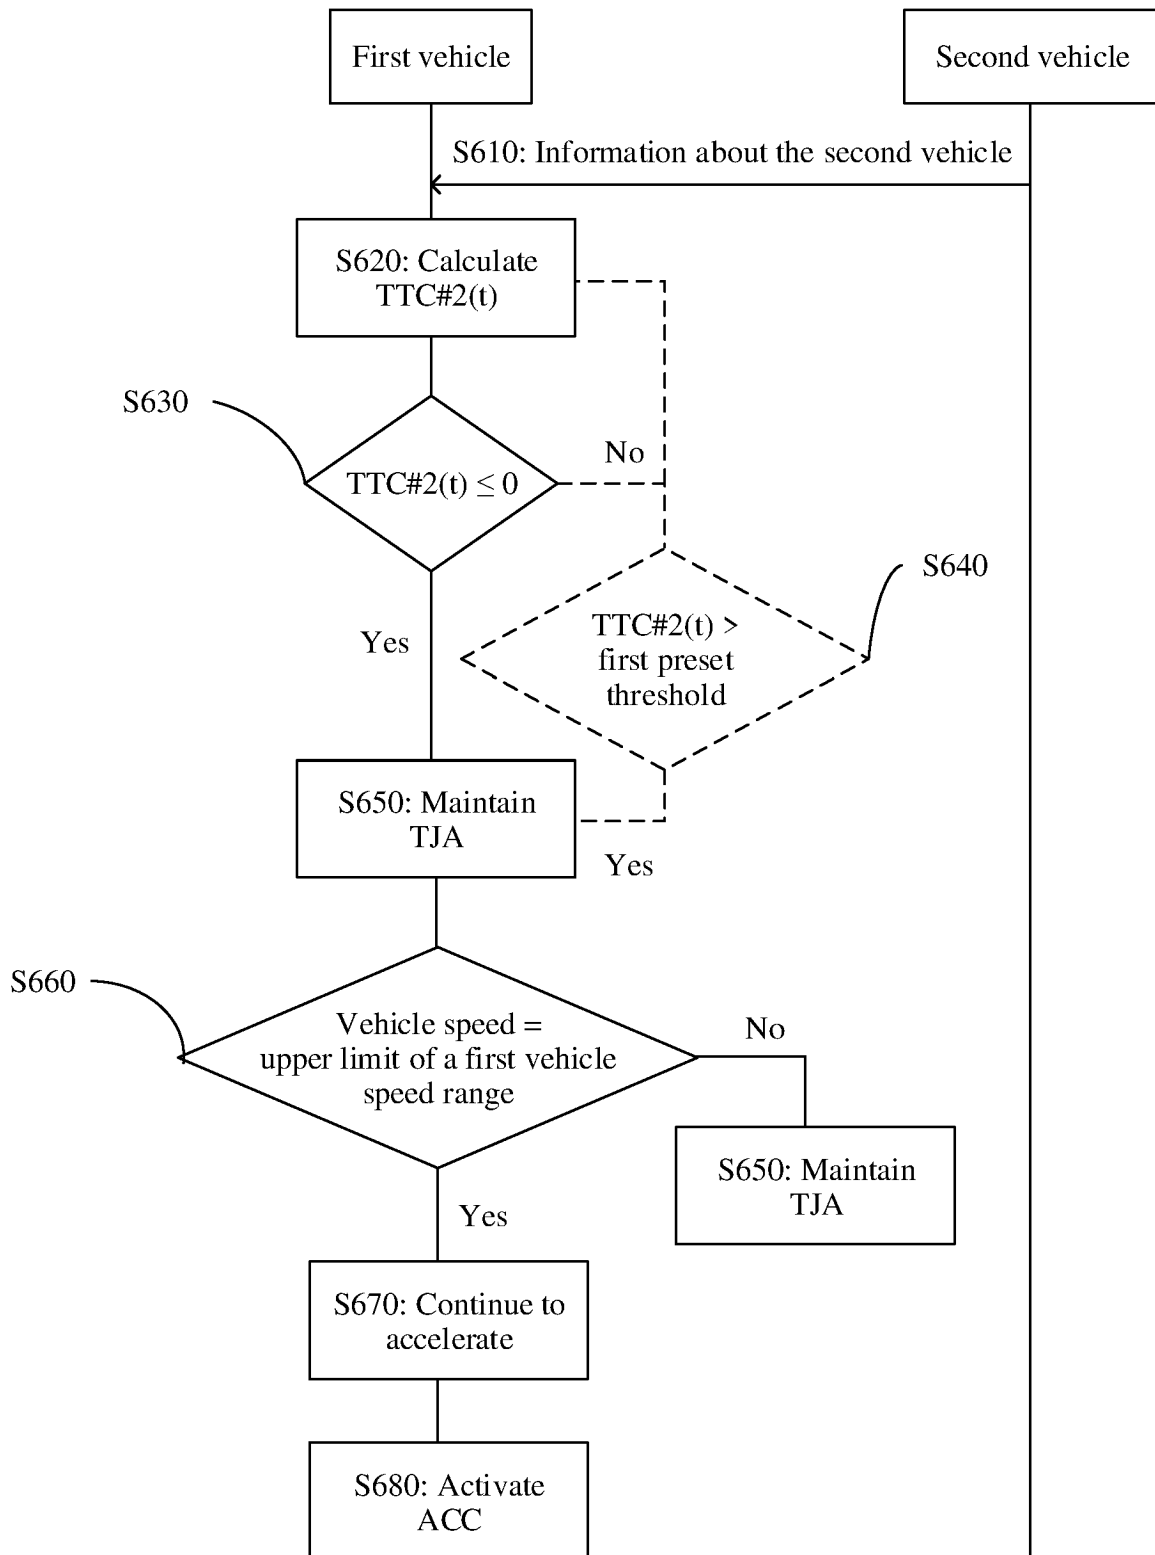 First vehicle
Second vehicle
S610: Information about the second vehicle
S620: Calculate
TTC#2(t)
S630
No
TTC#2(t) ≤ 0
S640
TTC#2(t) >
first preset
threshold
Yes
S650: Maintain
TJA
Yes
S660
Vehicle speed =
upper limit of a first vehicle
speed range
No
S650: Maintain
TJA
Yes
S670: Continue to
accelerate
S680: Activate
ACC